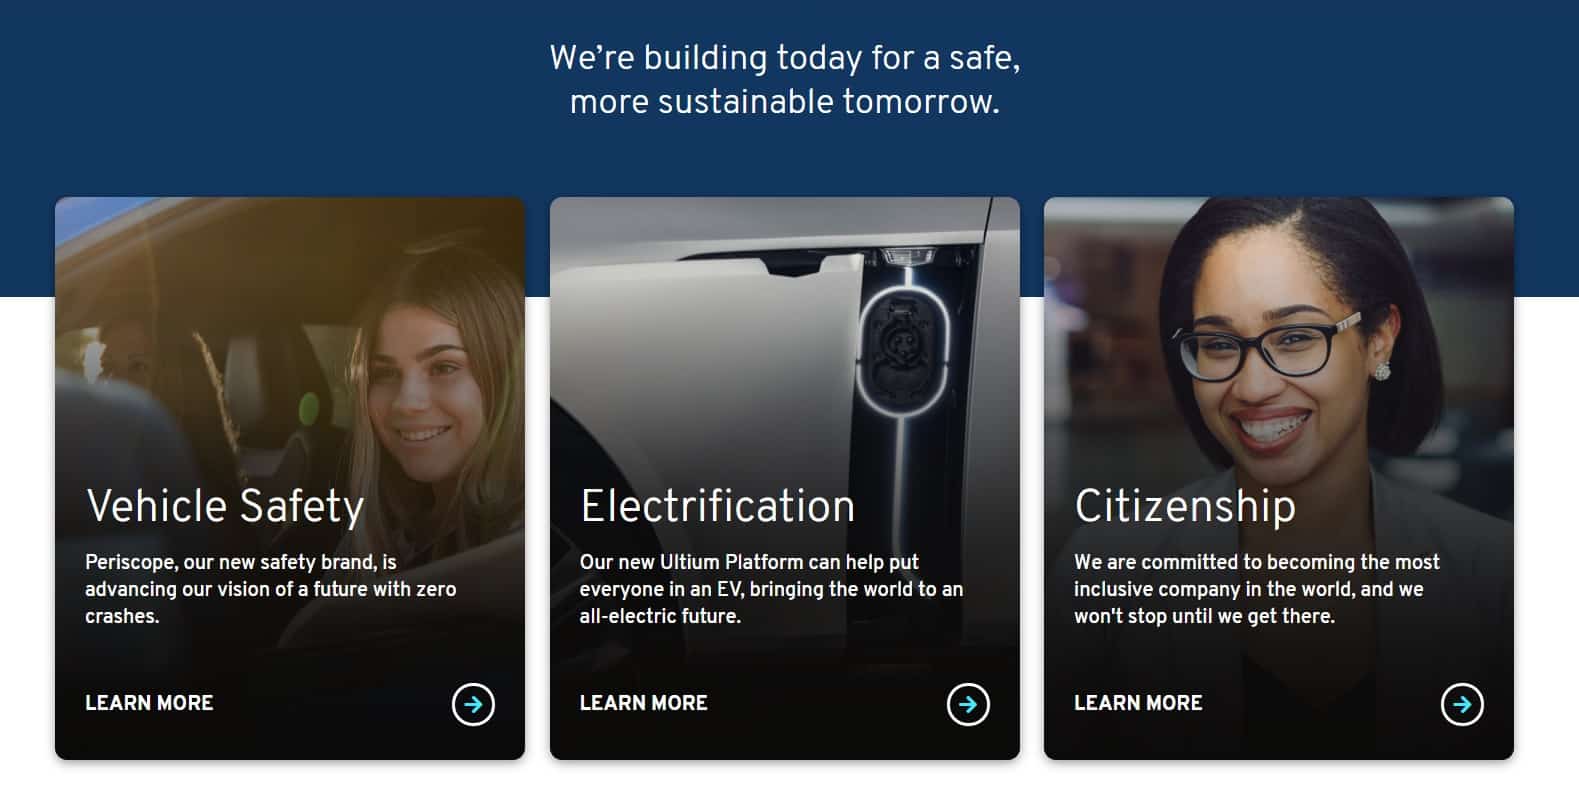 We’re building today for a safe,
more sustainable tomorrow.
Vehicle Safety
Periscope, our new safety brand, is
advancing our vision of a future with zero
crashes.
LEARN MORE
Electrification
Our new Ultium Platform can help put
everyone in an EV, bringing the world to an
all-electric future.
LEARN MORE
Citizenship
We are committed to becoming the most
inclusive company in the world, and we
won't stop until we get there.
LEARN MORE